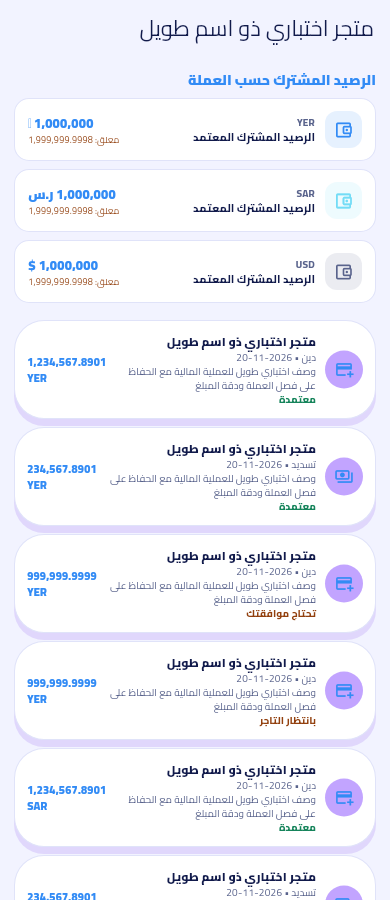 متجر اختباري ذو اسم طويل
الرصيد المشترك حسب العملة
YER
الرصيد المشترك المعتمد
1,000,000
معلق: 1,999,999.9998
SAR
الرصيد المشترك المعتمد
1,000,000 ر.س
معلق: 1,999,999.9998
USD
الرصيد المشترك المعتمد
1,000,000 $
معلق: 1,999,999.9998
متجر اختباري ذو اسم طويل
دين • 2026-11-20
وصف اختباري طويل للعملية المالية مع الحفاظ
على فصل العملة ودقة المبلغ
معتمدة
1,234,567.8901
YER
متجر اختباري ذو اسم طويل
تسديد • 2026-11-20
وصف اختباري طويل للعملية المالية مع الحفاظ على
فصل العملة ودقة المبلغ
معتمدة
234,567.8901
YER
متجر اختباري ذو اسم طويل
دين • 2026-11-20
وصف اختباري طويل للعملية المالية مع الحفاظ على
فصل العملة ودقة المبلغ
تحتاج موافقتك
999,999.9999
YER
متجر اختباري ذو اسم طويل
دين • 2026-11-20
وصف اختباري طويل للعملية المالية مع الحفاظ على
فصل العملة ودقة المبلغ
بانتظار التاجر
999,999.9999
YER
متجر اختباري ذو اسم طويل
دين • 2026-11-20
وصف اختباري طويل للعملية المالية مع الحفاظ
على فصل العملة ودقة المبلغ
معتمدة
1,234,567.8901
SAR
متجر اختباري ذو اسم طويل
تسديد • 2026-11-20
234,567.8901